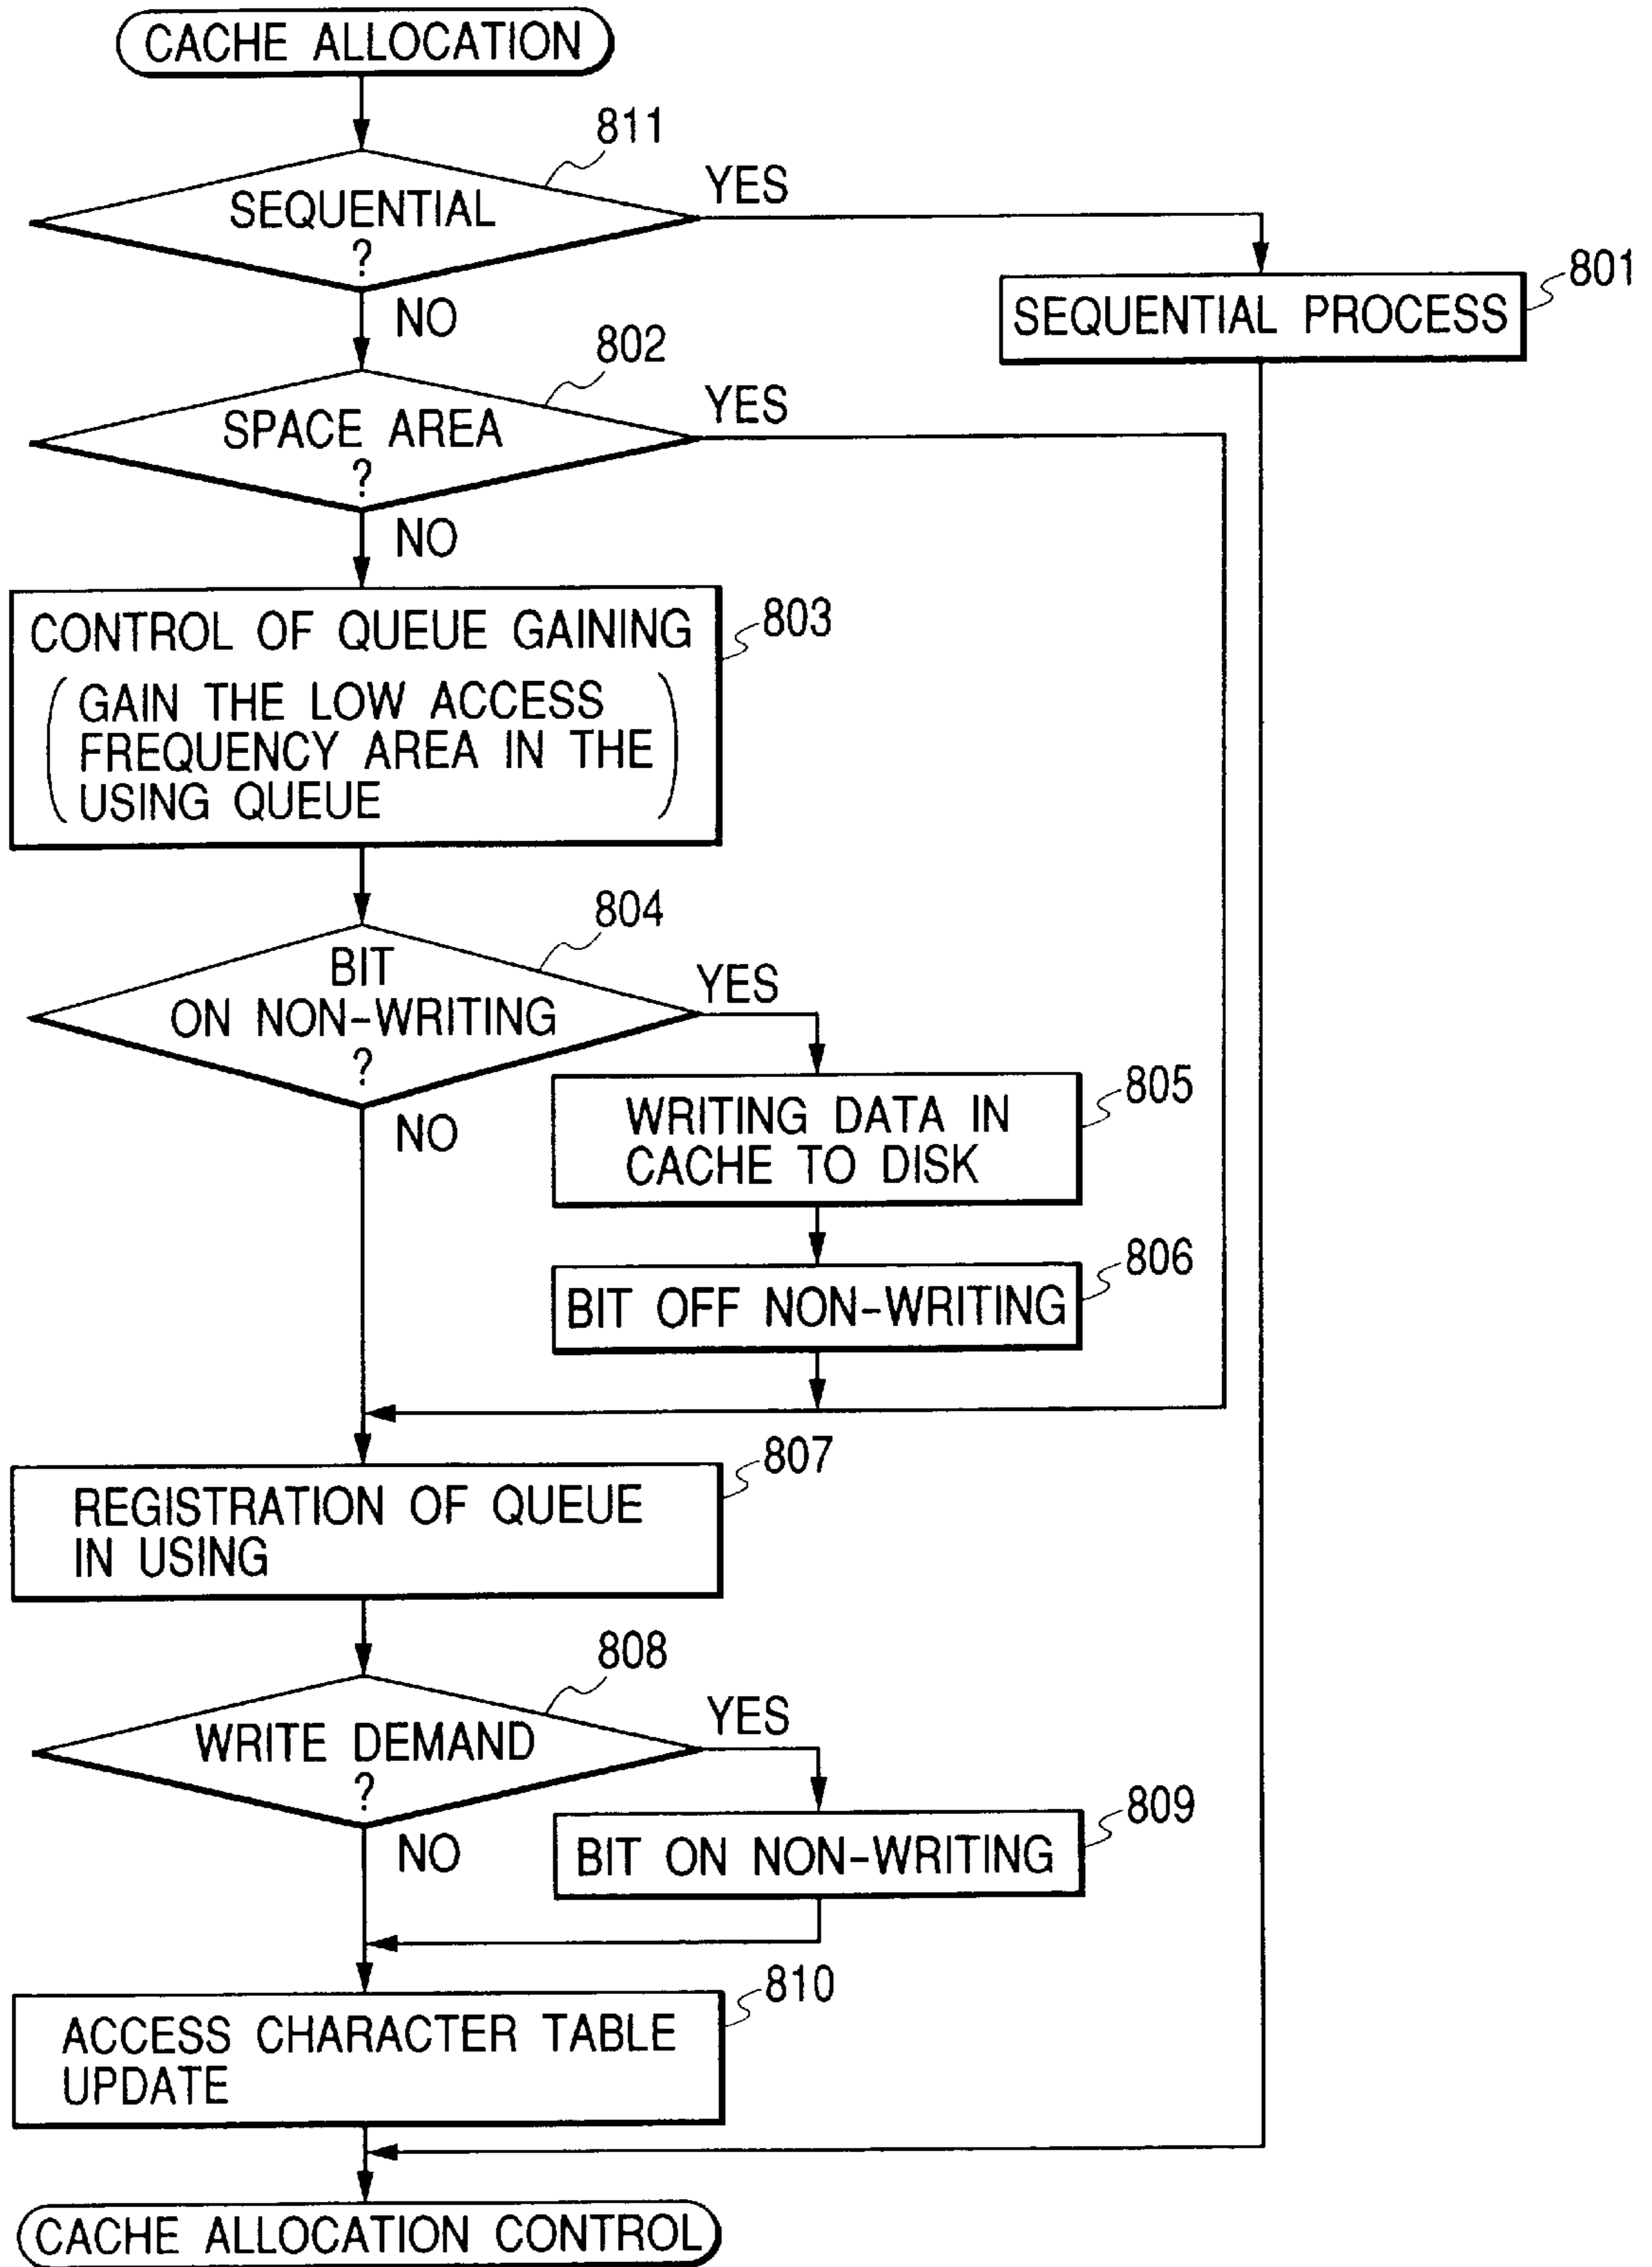 CACHE ALLOCATION
811
SEQUENTIAL
?
YES
NO
801
SEQUENTIAL PROCESS
802
SPACE AREA
?
YES
NO
803
CONTROL OF QUEUE GAINING
( GAIN THE LOW ACCESS
FREQUENCY AREA IN THE
USING QUEUE )
804
BIT
ON NON-WRITING
?
YES
NO
805
WRITING DATA IN
CACHE TO DISK
806
BIT OFF NON-WRITING
807
REGISTRATION OF QUEUE
IN USING
808
WRITE DEMAND
?
YES
NO
809
BIT ON NON-WRITING
810
ACCESS CHARACTER TABLE
UPDATE
CACHE ALLOCATION CONTROL